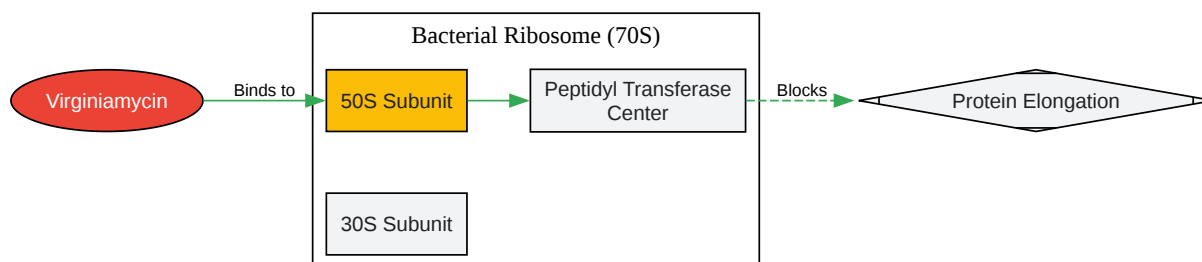 Bacterial Ribosome (70S)
Virginiamycin
Binds to
50S Subunit
Peptidyl Transferase
Center
Blocks
Protein Elongation
30S Subunit